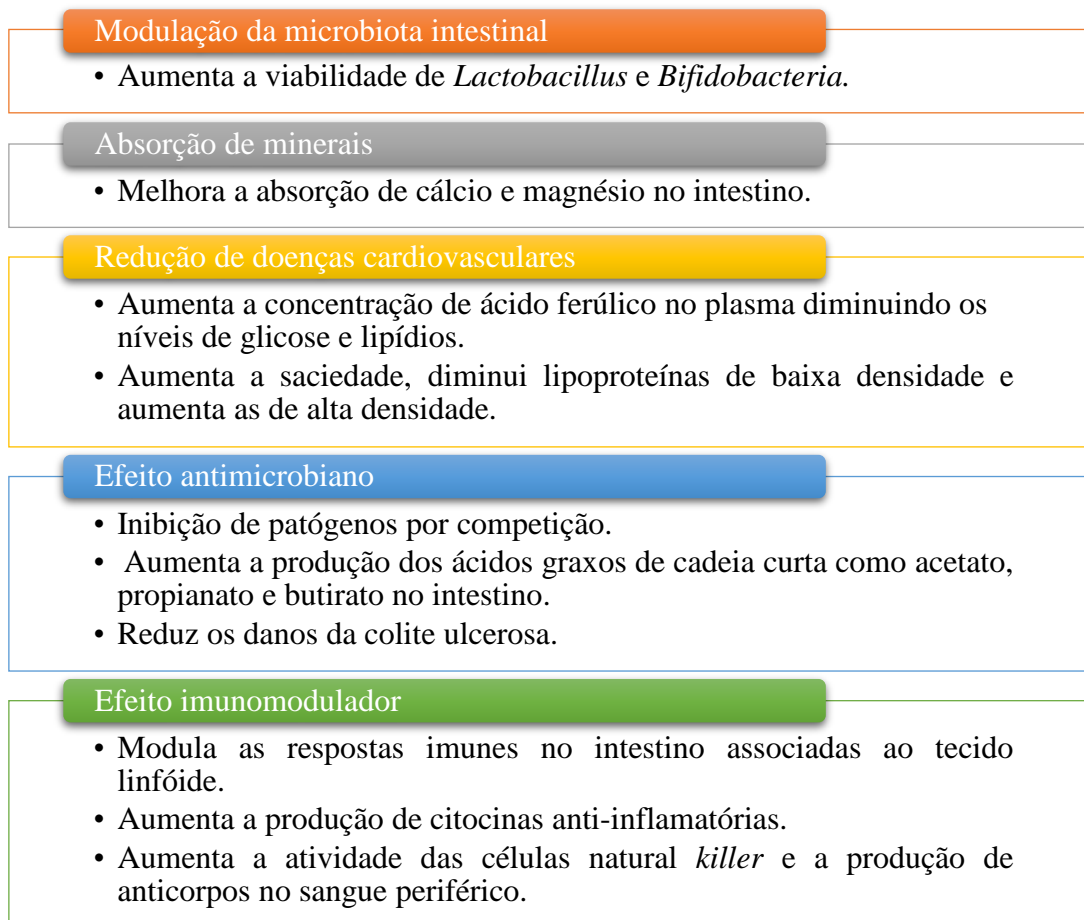 Modulação da microbiota intestinal
• Aumenta a viabilidade de Lactobacillus e Bifidobacteria.
Absorção de minerais
• Melhora a absorção de cálcio e magnésio no intestino.
Redução de doenças cardiovasculares
• Aumenta a concentração de ácido ferúlico no plasma diminuindo os
níveis de glicose e lipídios.
• Aumenta a saciedade, diminui lipoproteínas de baixa densidade e
aumenta as de alta densidade.
Efeito antimicrobiano
• Inibição de patógenos por competição.
• Aumenta a produção dos ácidos graxos de cadeia curta como acetato,
propianato e butirato no intestino.
• Reduz os danos da colite ulcerosa.
Efeito imunomodulador
• Modula as respostas imunes no intestino associadas ao tecido
linfóide.
• Aumenta a produção de citocinas anti-inflamatórias.
• Aumenta a atividade das células natural killer e a produção de
anticorpos no sangue periférico.